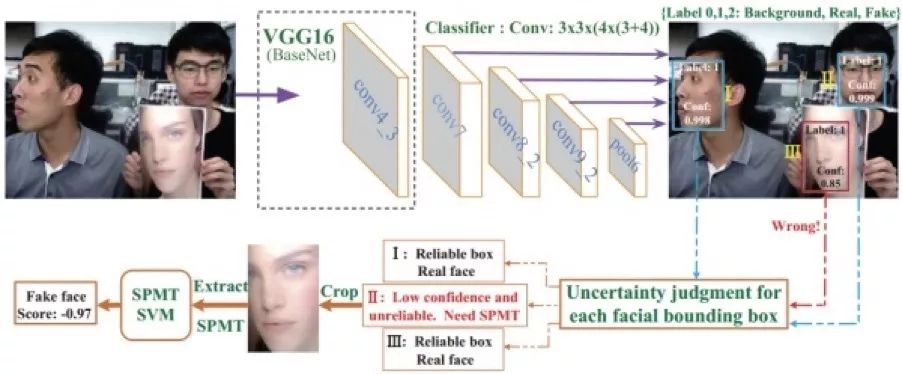 {Label 0,1,2: Background, Real, Fake}
Classifier : Conv: 3x3x(4x(3+4))
VGG16
(BaseNet)
conv4_3
conv7
conv8_2
conv9_2
pool6
Label: 1
Conf:
0.998
I
II
Label: 1
Conf:
0.999
III
Label: 1
Conf:
0.85
Wrong!
Uncertainty judgment for
each facial bounding box
I : Reliable box
Real face
II : Low confidence and
unreliable. Need SPMT
III: Reliable box
Real face
Crop
Extract
SPMT
SPMT
SVM
Fake face
Score: -0.97